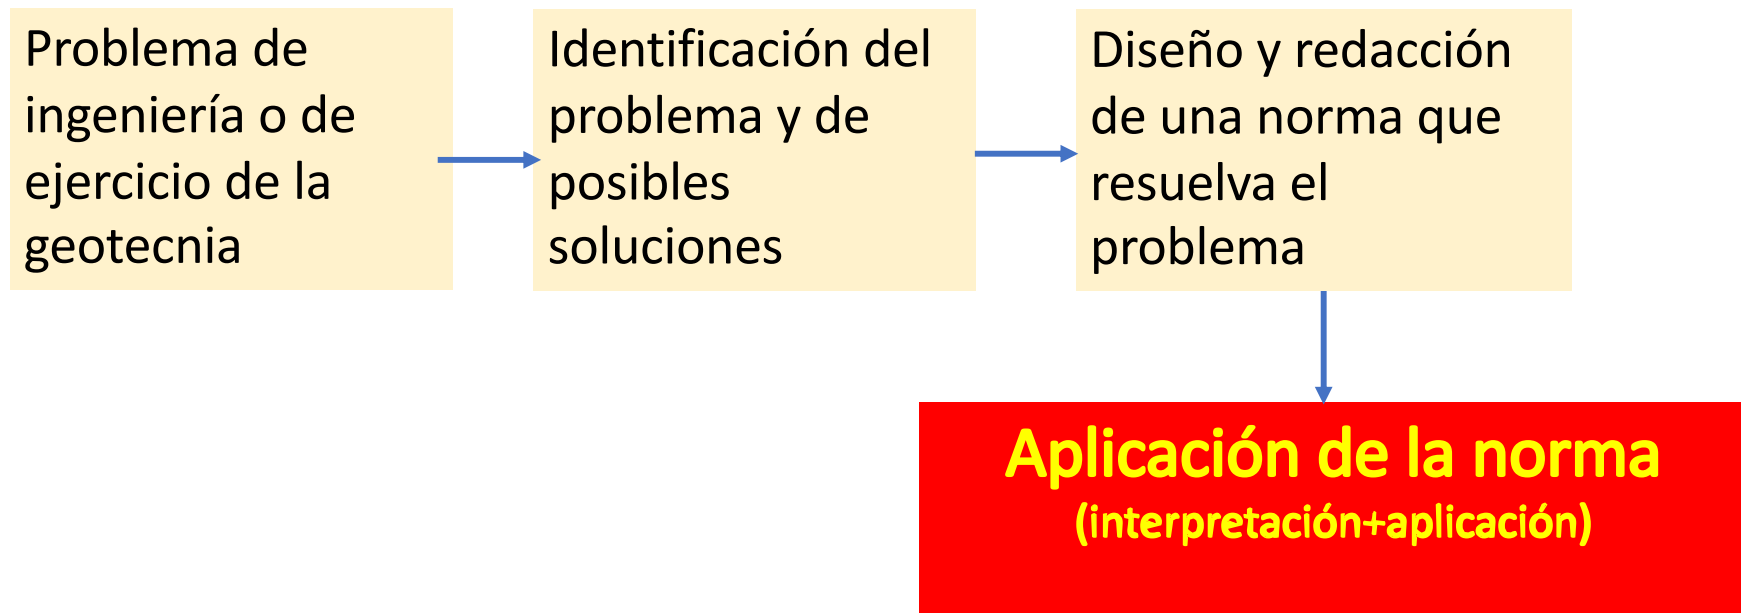 Problema de
ingeniería o de
ejercicio de la
geotecnia
Identificación del
problema y de
posibles
soluciones
Diseño y redacción
de una norma que
resuelva el
problema
Aplicación de la norma
(interpretación+aplicación)